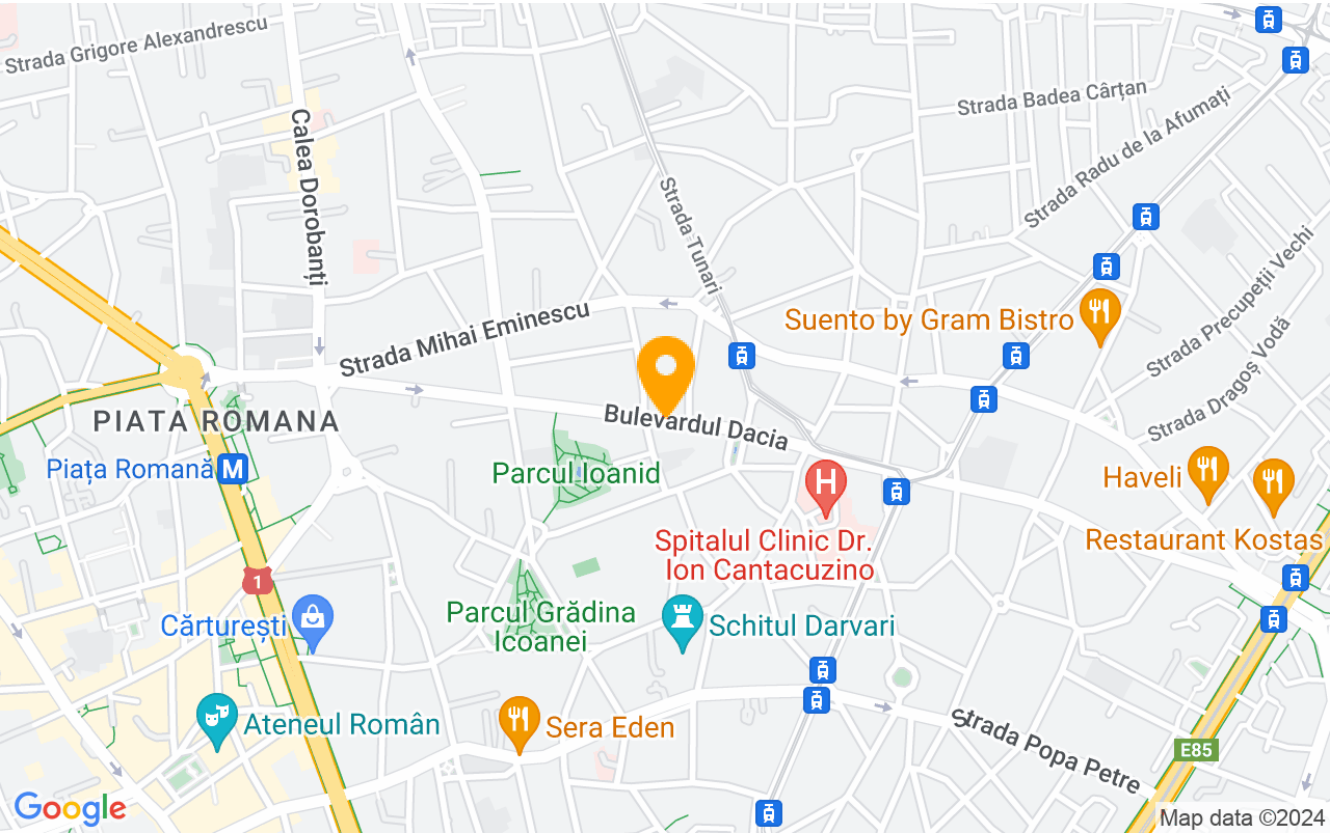 Strada Grigore Alexandrescu
Calea Dorobanți
Strada Badea Cârțan
Strada Radu de la Afumați
Strada Tunari
Strada Precupeții Vechi
Strada Mihai Eminescu
Suento by Gram Bistro
Strada Dragoș Vodă
PIATA ROMANA
Bulevardul Dacia
Piața Romană
M
Parcul Ioanid
H
Haveli
Spitalul Clinic Dr.
Ion Cantacuzino
Restaurant Kostas
1
Cărturești
Parcul Grădina
Icoanei
Schitul Darvari
Ateneul Român
Sera Eden
Strada Popa Petre
E85
Google
Map data ©2024